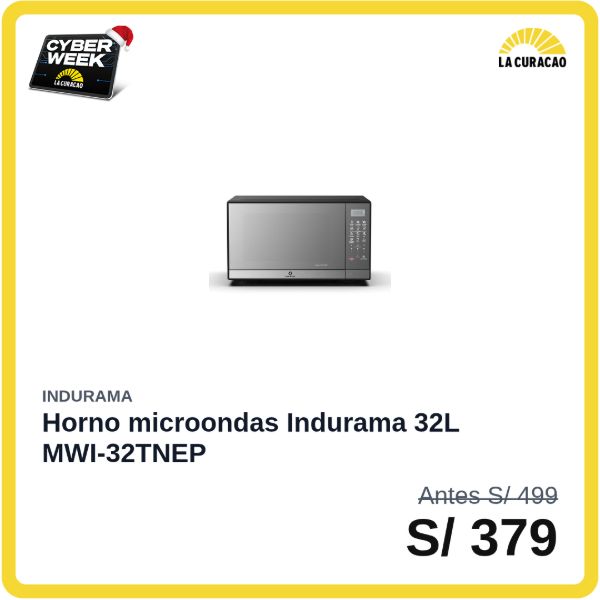 CYBER
WEEK
LA CURACAO
LA CURACAO
INDURAMA
Horno microondas Indurama 32L
MWI-32TNEP
Antes S/ 499
S/ 379